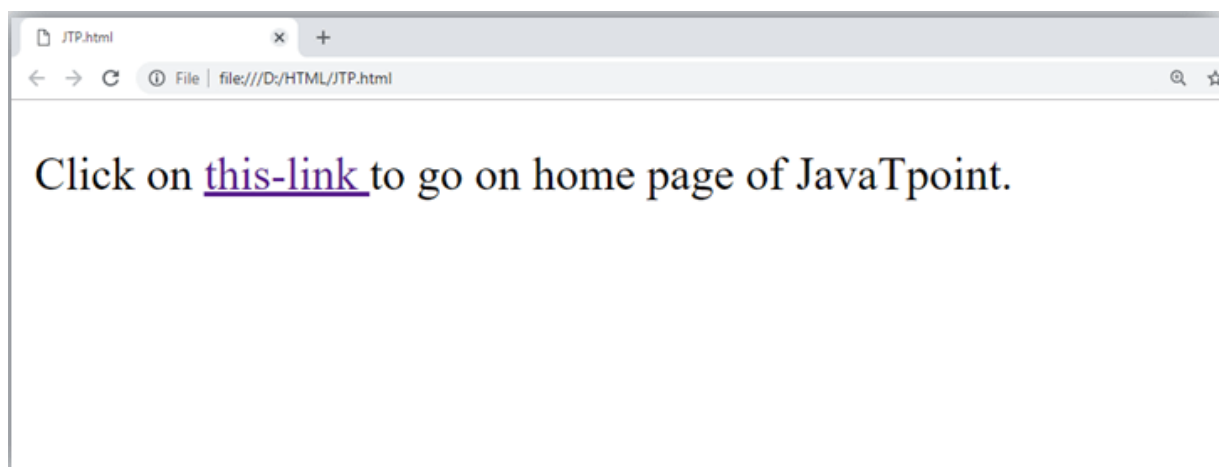 JTP.html
File | file:///D:/HTML/JTP.html
Click on this-link to go on home page of JavaTpoint.